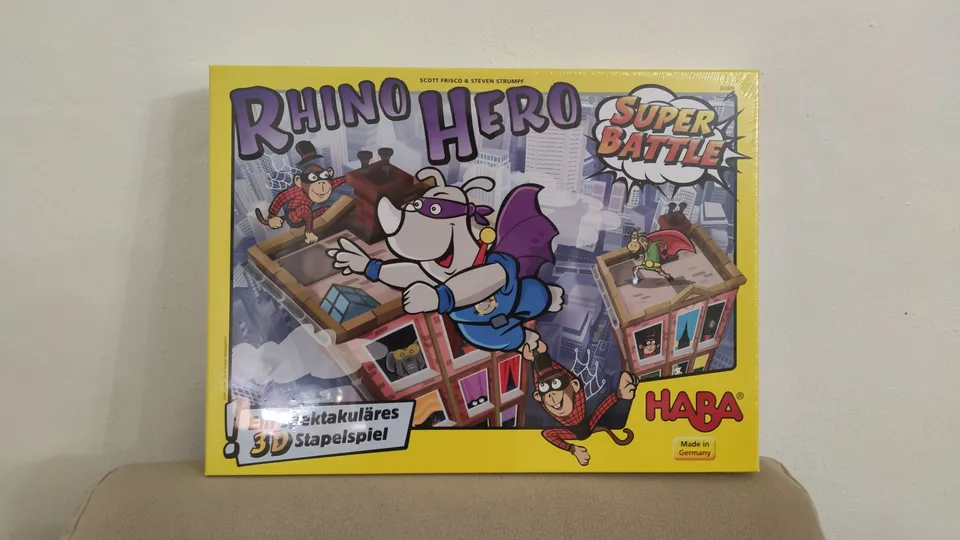 SCOTT FRISCO & STEVEN STRUMPF
RHINO HERO
SUPER
BATTLE
! Ein spektakuläres
3D Stapelspiel
HABA®
Made in
Germany